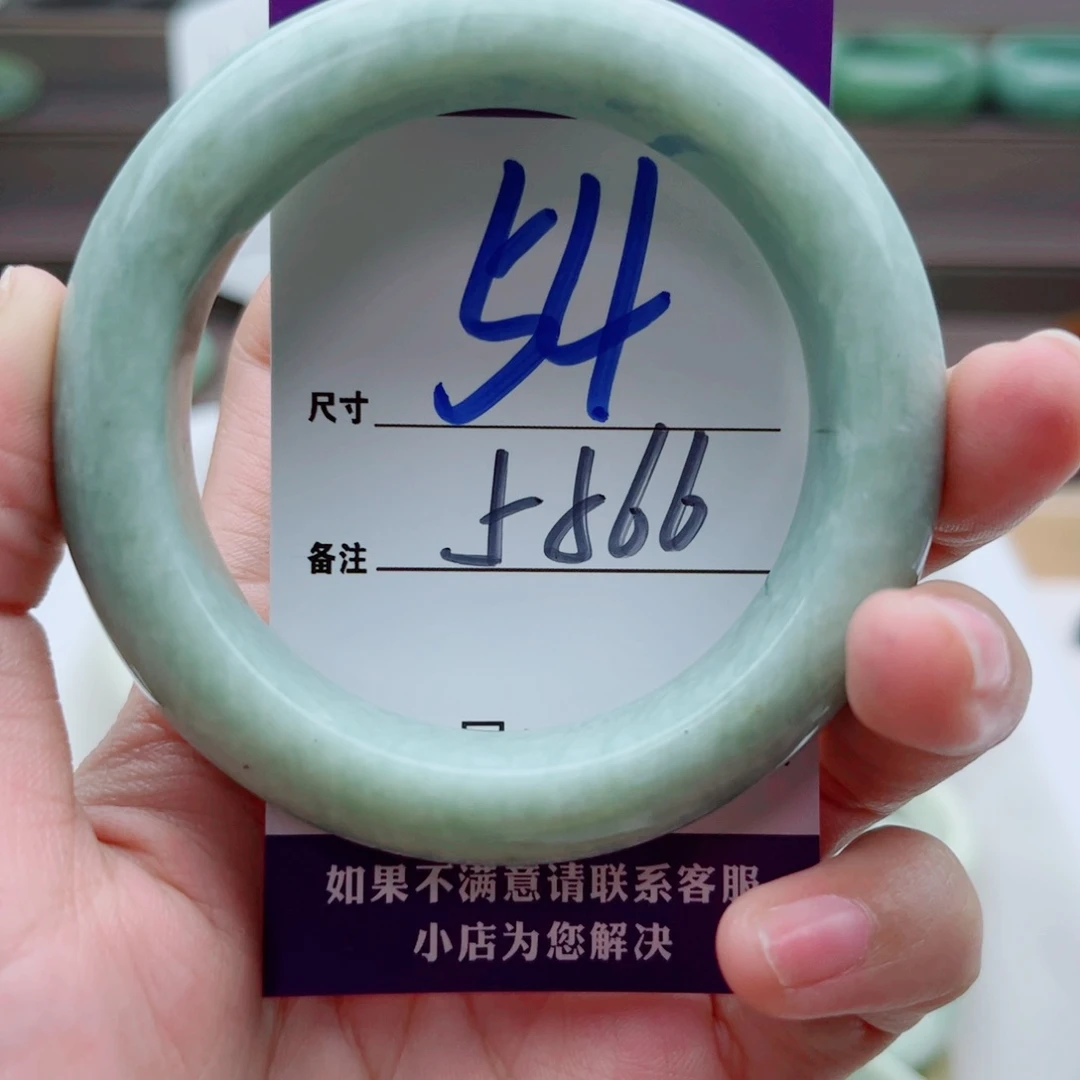 尺寸 54
备注 5866
如果不满意请联系客服
小店为您解决